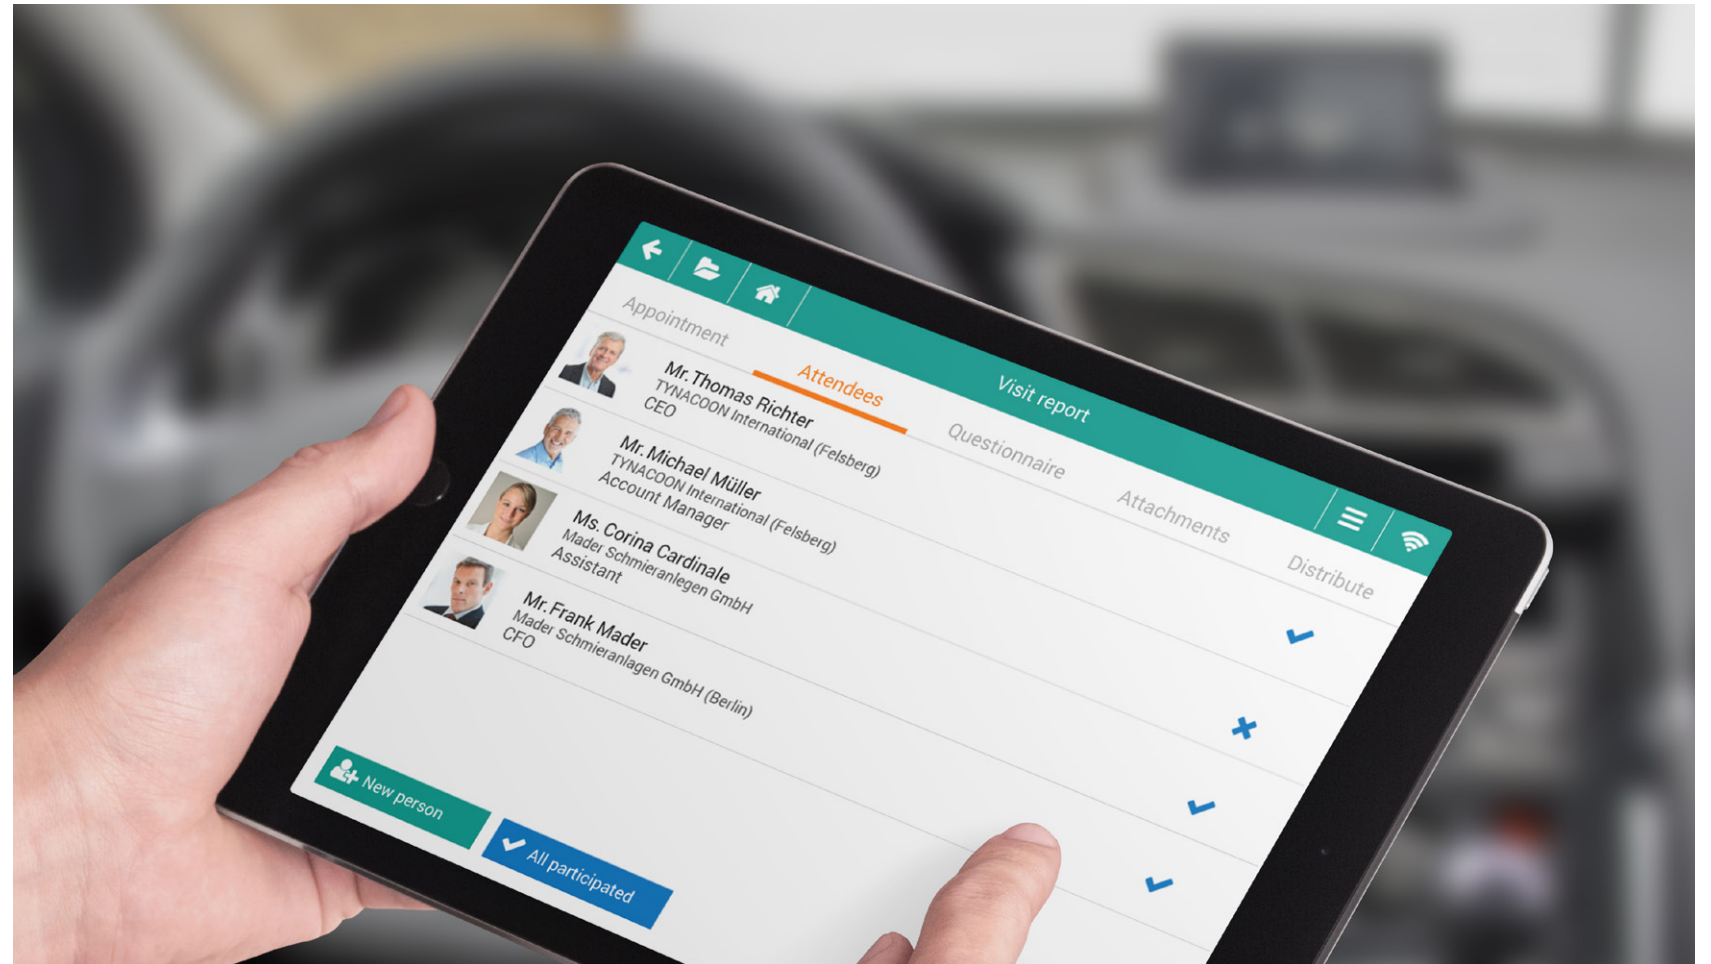 Visit report
Appointment
Attendees
Questionnaire
Attachments
Distribute
Mr. Thomas Richter
TYNACOON International (Felsberg)
CEO
Mr. Michael Müller
TYNACOON International (Felsberg)
Account Manager
Ms. Corina Cardinale
Mader Schmieranlegen GmbH
Assistant
Mr. Frank Mader
Mader Schmieranlagen GmbH (Berlin)
CFO
New person
All participated